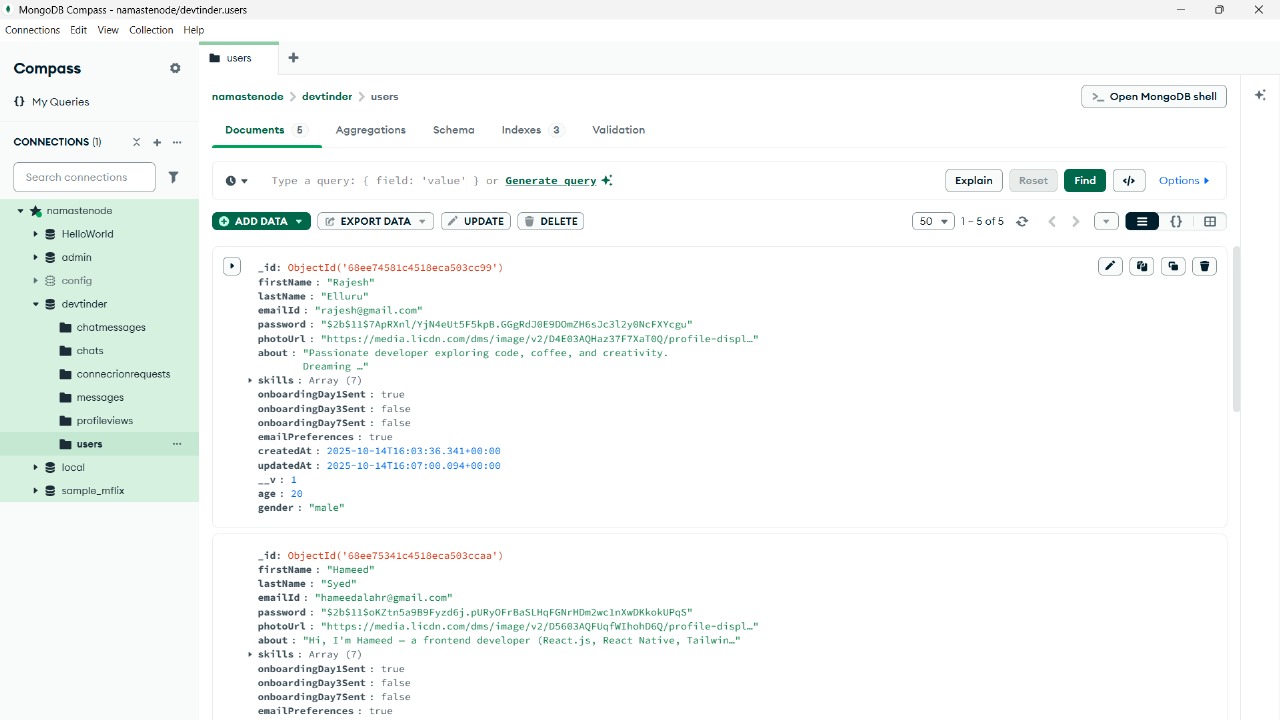 MongoDB Compass - namastenode/devtinder.users
Connections Edit View Collection Help
Compass
users
My Queries
namastenode > devtinder > users
>_ Open MongoDB shell
CONNECTIONS (1)
Documents 5 Aggregations Schema Indexes 3 Validation
Search connections
Type a query: { field: 'value' } or Generate query
Explain Reset Find </> Options
ADD DATA EXPORT DATA UPDATE DELETE
50 1 – 5 of 5 {}
namastenode
HelloWorld
admin
config
devtinder
chatmessages
chats
connecrionrequests
messages
profileviews
users
local
sample_mflix
_id: ObjectId('68ee74581c4518eca503cc99')
firstName : "Rajesh"
lastName : "Elluru"
emailId : "rajesh@gmail.com"
password : "$2b$11$7ApRXnl/YjN4eUt5F5kpB.GGgRdJ0E9DOmZH6sJc3l2y0NcFXYcgu"
photoUrl : "https://media.licdn.com/dms/image/v2/D4E03AQHaz37F7XaT0Q/profile-displ…"
about : "Passionate developer exploring code, coffee, and creativity.
Dreaming …"
skills : Array (7)
onboardingDay1Sent : true
onboardingDay3Sent : false
onboardingDay7Sent : false
emailPreferences : true
createdAt : 2025-10-14T16:03:36.341+00:00
updatedAt : 2025-10-14T16:07:00.094+00:00
__v : 1
age : 20
gender : "male"
_id: ObjectId('68ee75341c4518eca503ccaa')
firstName : "Hameed"
lastName : "Syed"
emailId : "hameedalahr@gmail.com"
password : "$2b$11$oKZtn5a9B9Fyzd6j.pURyOFrBaSLHqFGNrHDm2wc1nXwDKkokUPqS"
photoUrl : "https://media.licdn.com/dms/image/v2/D5603AQFUqfWIhohD6Q/profile-displ…"
about : "Hi, I'm Hameed – a frontend developer (React.js, React Native, Tailwin…"
skills : Array (7)
onboardingDay1Sent : true
onboardingDay3Sent : false
onboardingDay7Sent : false
emailPreferences : true